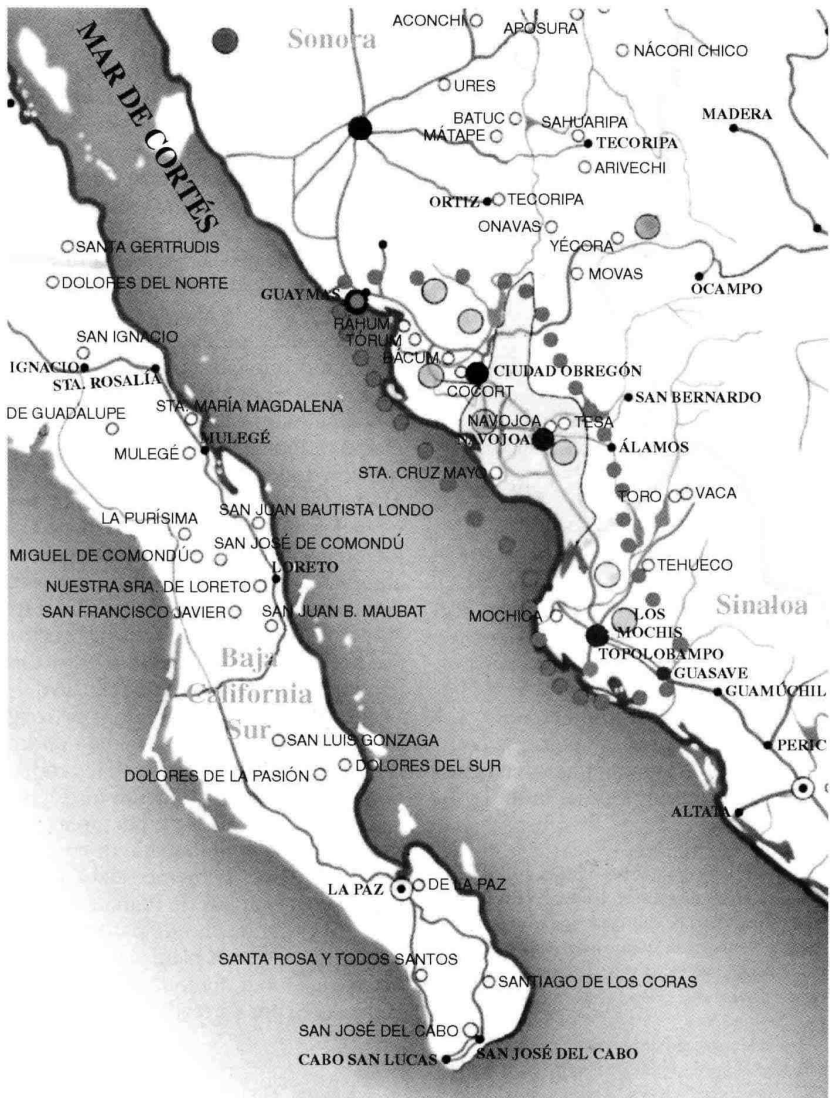 MAR DE CORTÉS
Sonora
ACONCHI
APOSURA
NÁCORI CHICO
URES
BATUC
SAHUARIPA
MADERA
MÁTAPE
TECORIPA
ARIVECHI
ORTIZ
TECORIPA
ONAVAS
YÉCORA
SANTA GERTRUDIS
MOVAS
DOLORES DEL NORTE
OCAMPO
GUAYMAS
RÁHUM
TÓRUM
SAN IGNACIO
BÁCUM
IGNACIO
CIUDAD OBREGÓN
STA. ROSALÍA
COCORT
SAN BERNARDO
DE GUADALUPE
STA. MARÍA MAGDALENA
NAVOJOA
TESA
MULEGÉ
NAVOJOA
ÁLAMOS
MULEGÉ
STA. CRUZ MAYO
TORO
VACA
SAN JUAN BAUTISTA LONDO
LA PURÍSIMA
SAN JOSÉ DE COMONDÚ
MIGUEL DE COMONDÚ
LORETO
TEHUECO
NUESTRA SRA. DE LORETO
SAN FRANCISCO JAVIER
SAN JUAN B. MAUBAT
MOCHICA
LOS
MOCHIS
Sinaloa
TOPOLOBAMPO
Baja
California
Sur
GUASAVE
GUAMÚCHIL
SAN LUIS GONZAGA
PERIC
DOLORES DE LA PASIÓN
DOLORES DEL SUR
ALTATA
LA PAZ
DE LA PAZ
SANTA ROSA Y TODOS SANTOS
SANTIAGO DE LOS CORAS
SAN JOSÉ DEL CABO
CABO SAN LUCAS
SAN JOSÉ DEL CABO